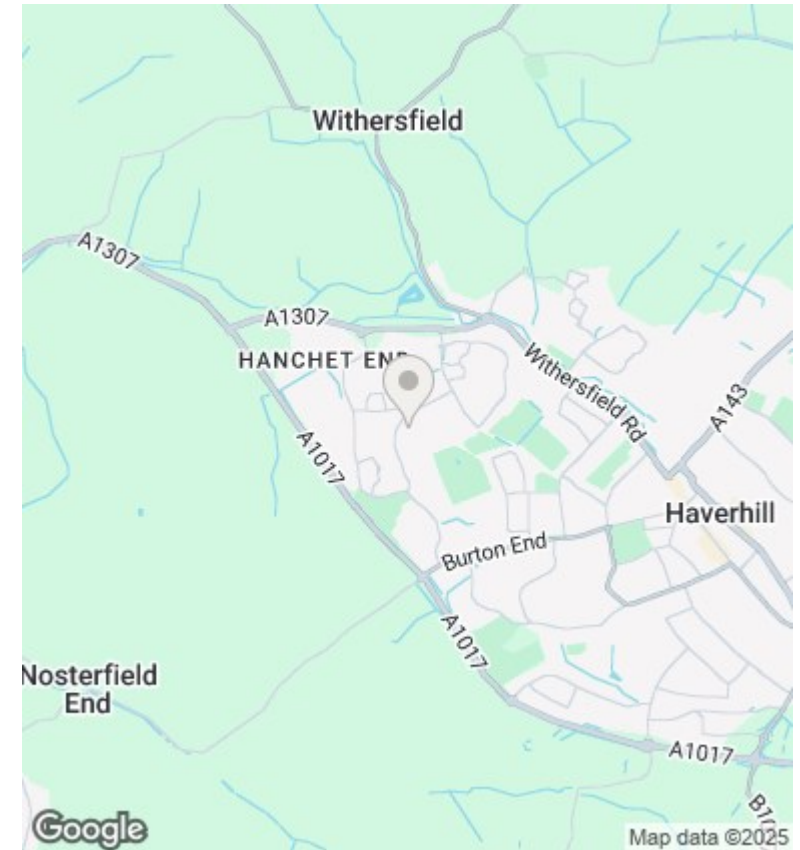 Withersfield
A1307
A1307
HANCHET END
Withersfield Rd
A143
A1017
Haverhill
Burton End
A1017
Nosterfield
End
A1017
Google
Map data ©2025